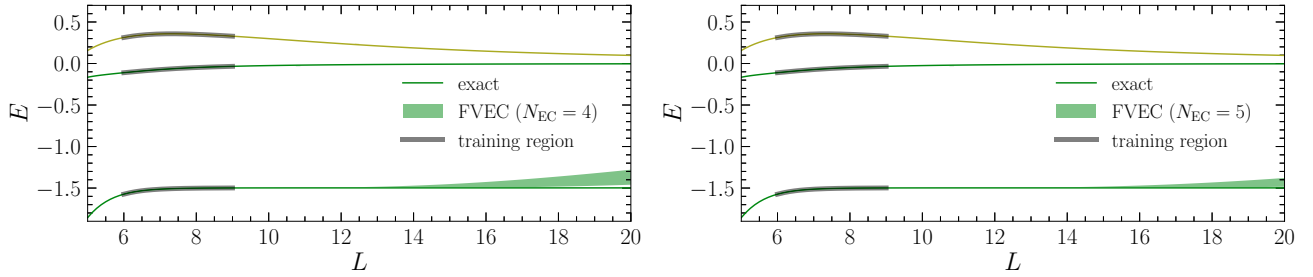 0.5
0.0
−0.5
−1.0
−1.5
E
exact
FVEC (N_EC = 4)
training region
6 8 10 12 14 16 18 20
L
0.5
0.0
−0.5
−1.0
−1.5
E
exact
FVEC (N_EC = 5)
training region
6 8 10 12 14 16 18 20
L